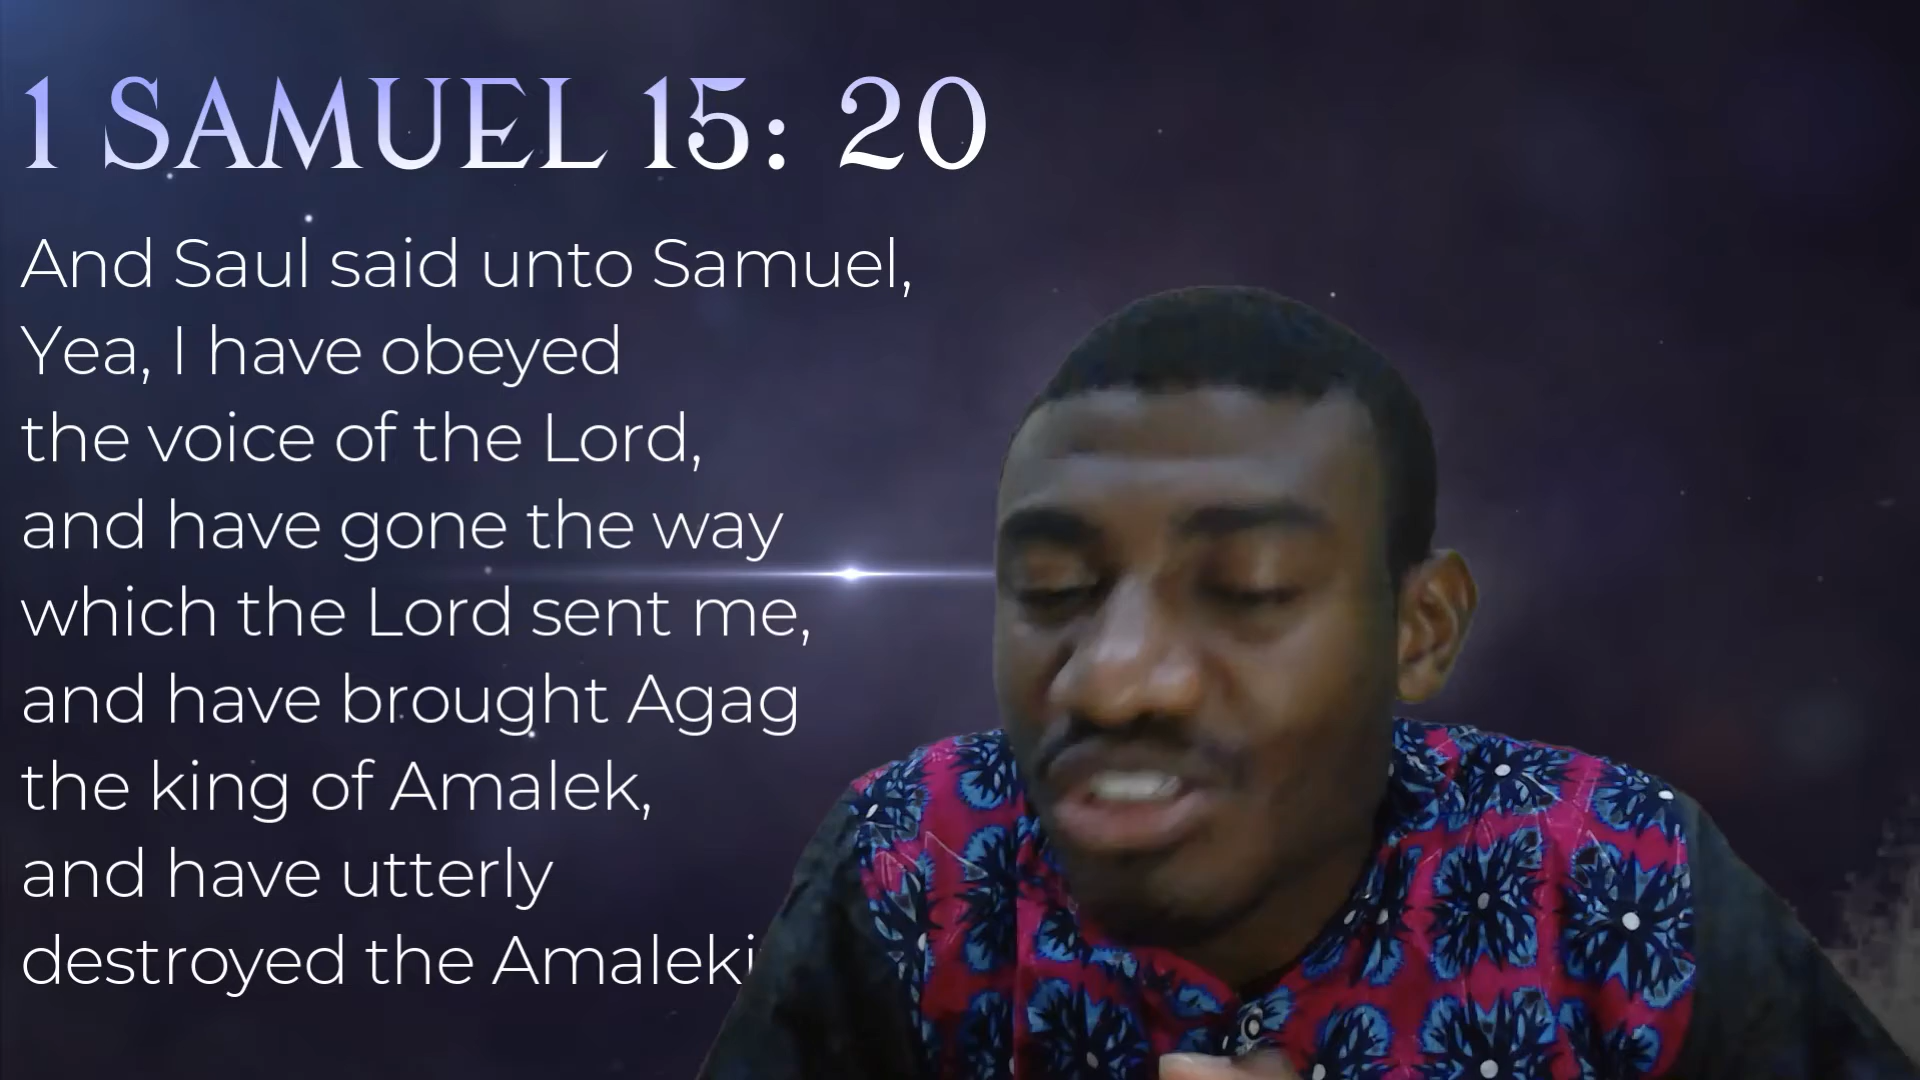 1 SAMUEL 15: 20
And Saul said unto Samuel,
Yea, I have obeyed
the voice of the Lord,
and have gone the way
which the Lord sent me,
and have brought Agag
the king of Amalek,
and have utterly
destroyed the